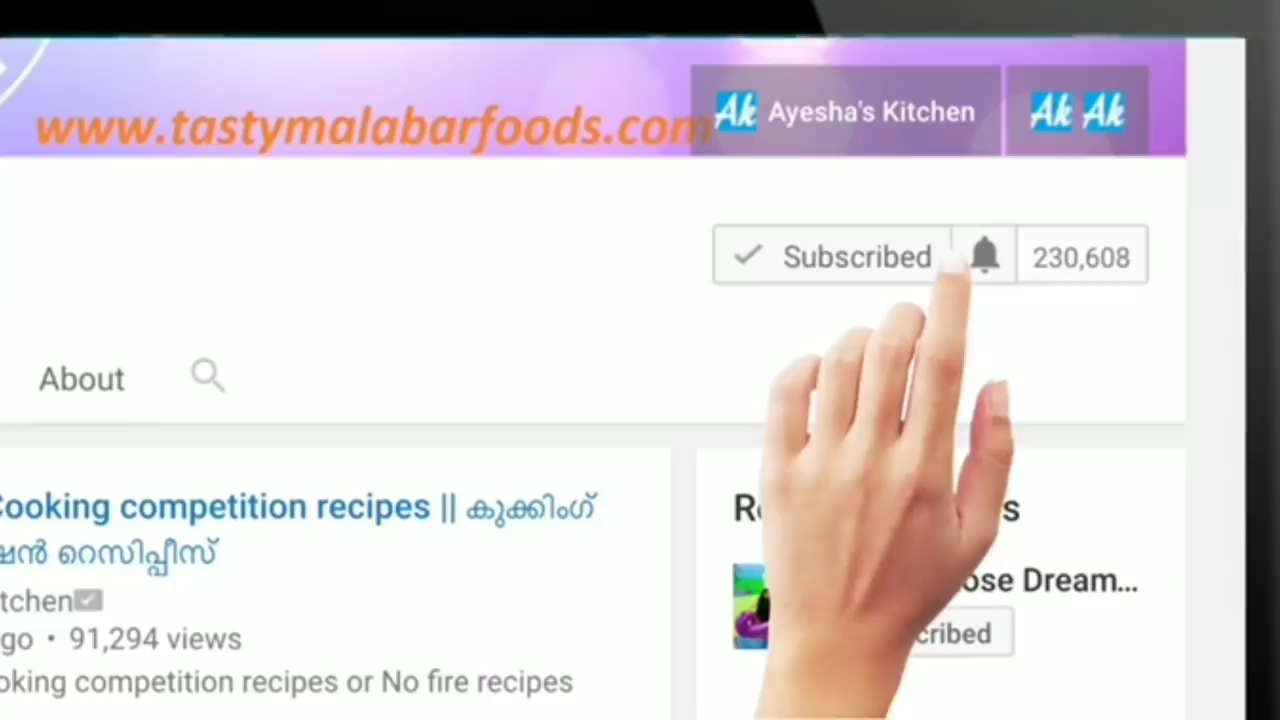 www.tastymalabarfoods.com
Ak Ayesha's Kitchen
Ak Ak
Subscribed
230,608
About
Cooking competition recipes || കുക്കിംഗ്
ഷൻ റെസിപ്പീസ്
tchen
go • 91,294 views
oking competition recipes or No fire recipes
ose Dream...
cribed